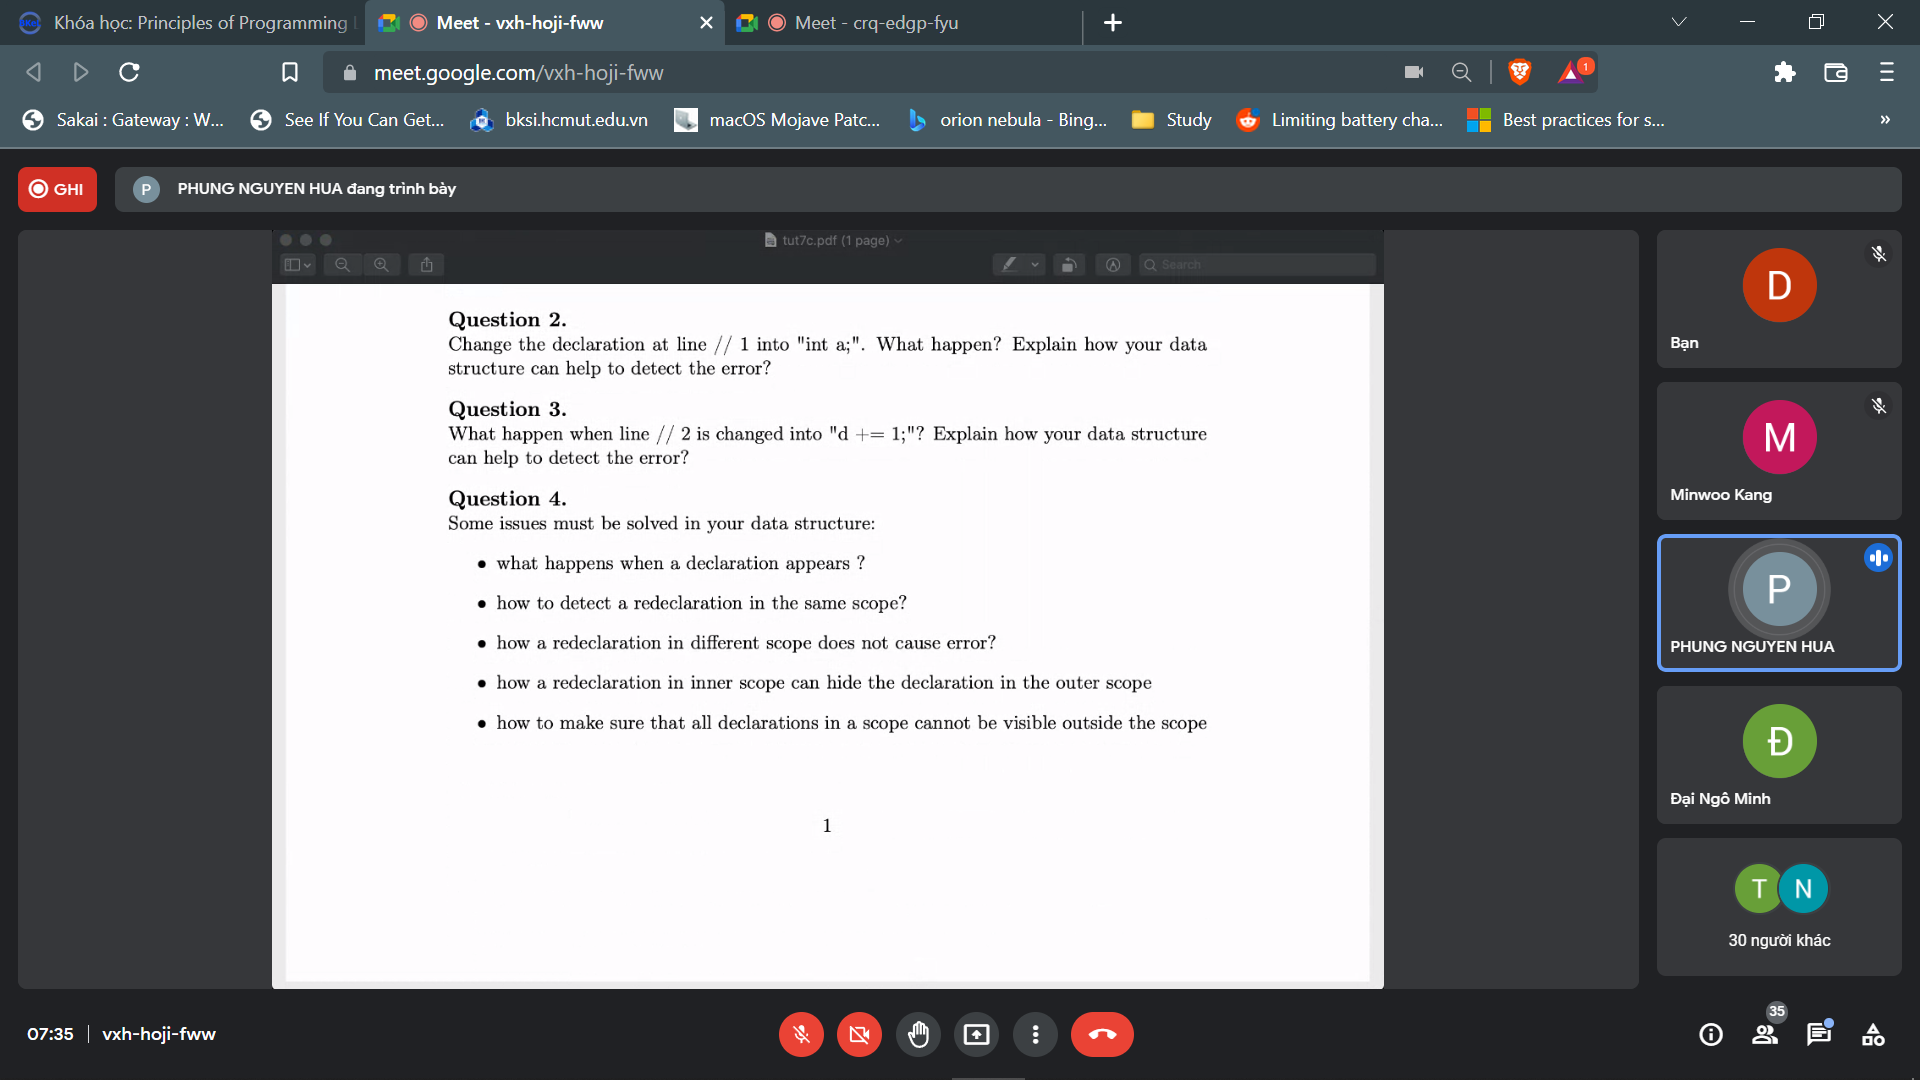 Khóa học: Principles of Programming
Meet - vxh-hoji-fww
Meet - crq-edgp-fyu
meet.google.com/vxh-hoji-fww
1
Sakai : Gateway : W...
See If You Can Get...
bksi.hcmut.edu.vn
macOS Mojave Patc...
orion nebula - Bing...
Study
Limiting battery cha...
Best practices for s...
»
GHI
P
PHUNG NGUYEN HUA đang trình bày
tut7c.pdf (1 page)
Search
Question 2.
Change the declaration at line // 1 into "int a;". What happen? Explain how your data
structure can help to detect the error?
Question 3.
What happen when line // 2 is changed into "d += 1;"? Explain how your data structure
can help to detect the error?
Question 4.
Some issues must be solved in your data structure:
• what happens when a declaration appears ?
• how to detect a redeclaration in the same scope?
• how a redeclaration in different scope does not cause error?
• how a redeclaration in inner scope can hide the declaration in the outer scope
• how to make sure that all declarations in a scope cannot be visible outside the scope
1
D
Bạn
M
Minwoo Kang
P
PHUNG NGUYEN HUA
Đ
Đại Ngô Minh
T N
30 người khác
07:35 | vxh-hoji-fww
35